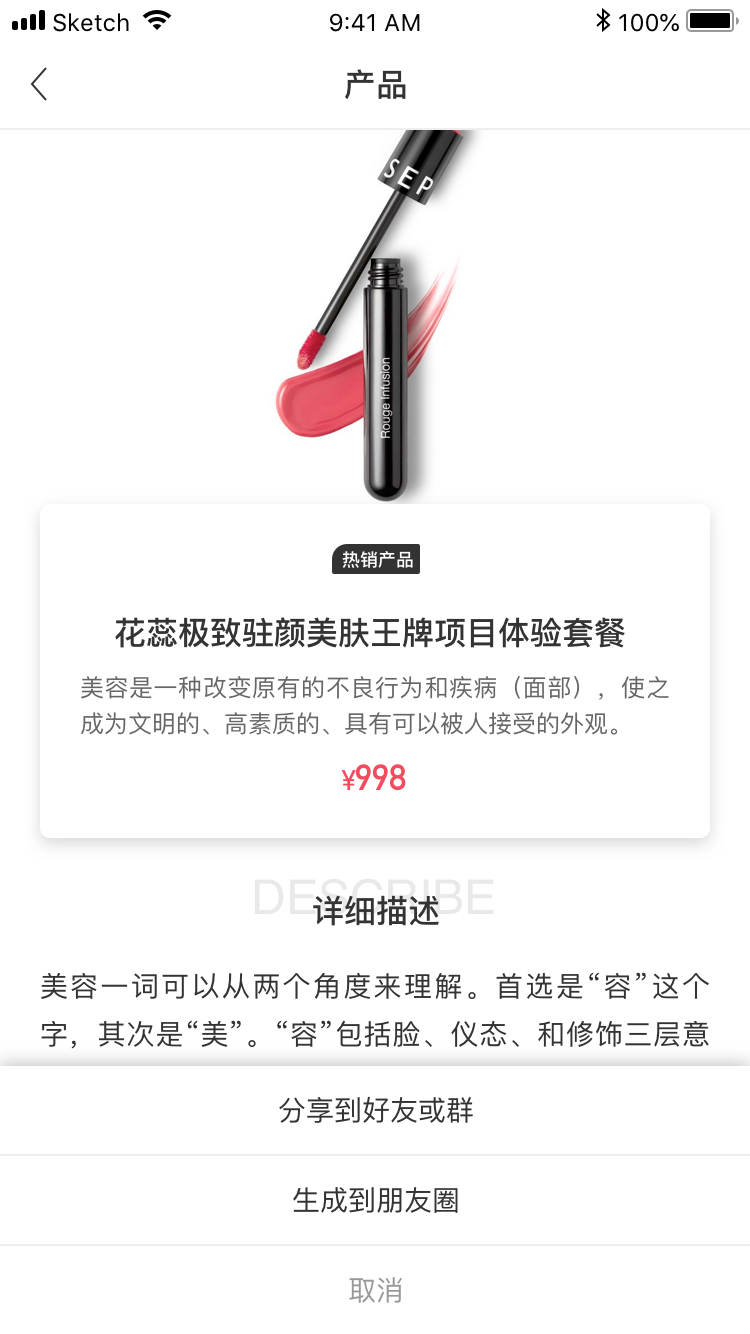 Sketch 9:41 AM 100%
产品
SEP
Rouge Infusion
热销产品
花蕊极致驻颜美肤王牌项目体验套餐
美容是一种改变原有的不良行为和疾病（面部），使之
成为文明的、高素质的、具有可以被人接受的外观。
¥998
DESCRIBE
详细描述
美容一词可以从两个角度来理解。首选是“容”这个
字，其次是“美”。“容”包括脸、仪态、和修饰三层意
分享到好友或群
生成到朋友圈
取消